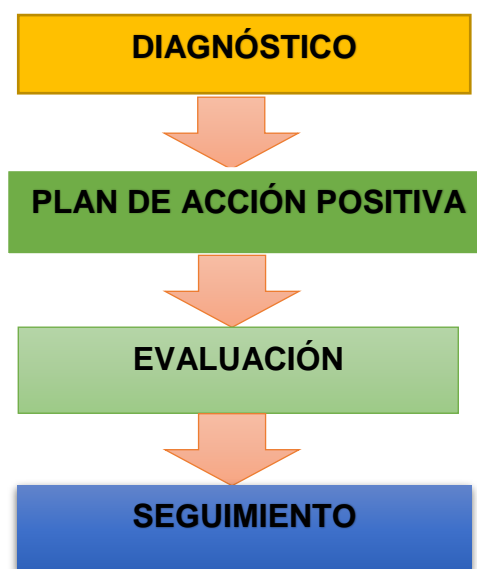 DIAGNÓSTICO
PLAN DE ACCIÓN POSITIVA
EVALUACIÓN
SEGUIMIENTO